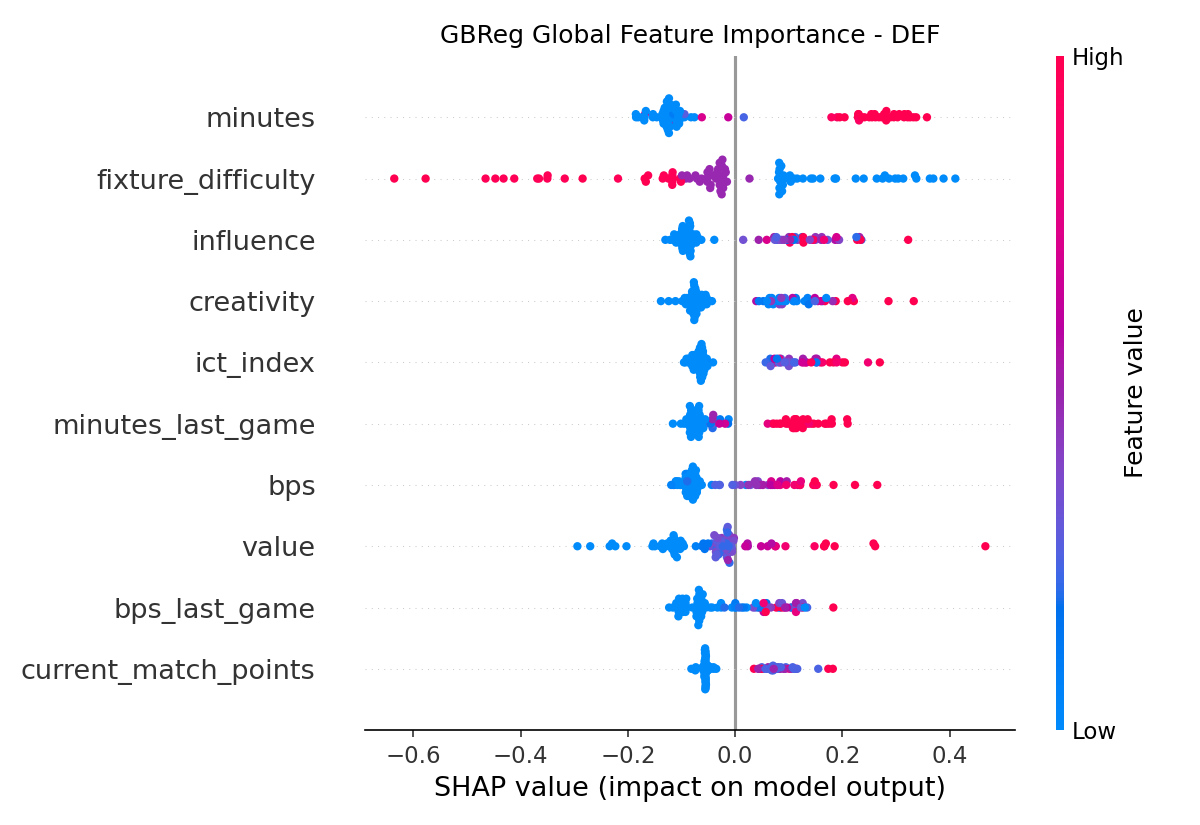 GBReg Global Feature Importance - DEF
High
minutes
fixture_difficulty
influence
creativity
ict_index
minutes_last_game
bps
value
bps_last_game
current_match_points
Feature value
Low
−0.6 −0.4 −0.2 0.0 0.2 0.4
SHAP value (impact on model output)